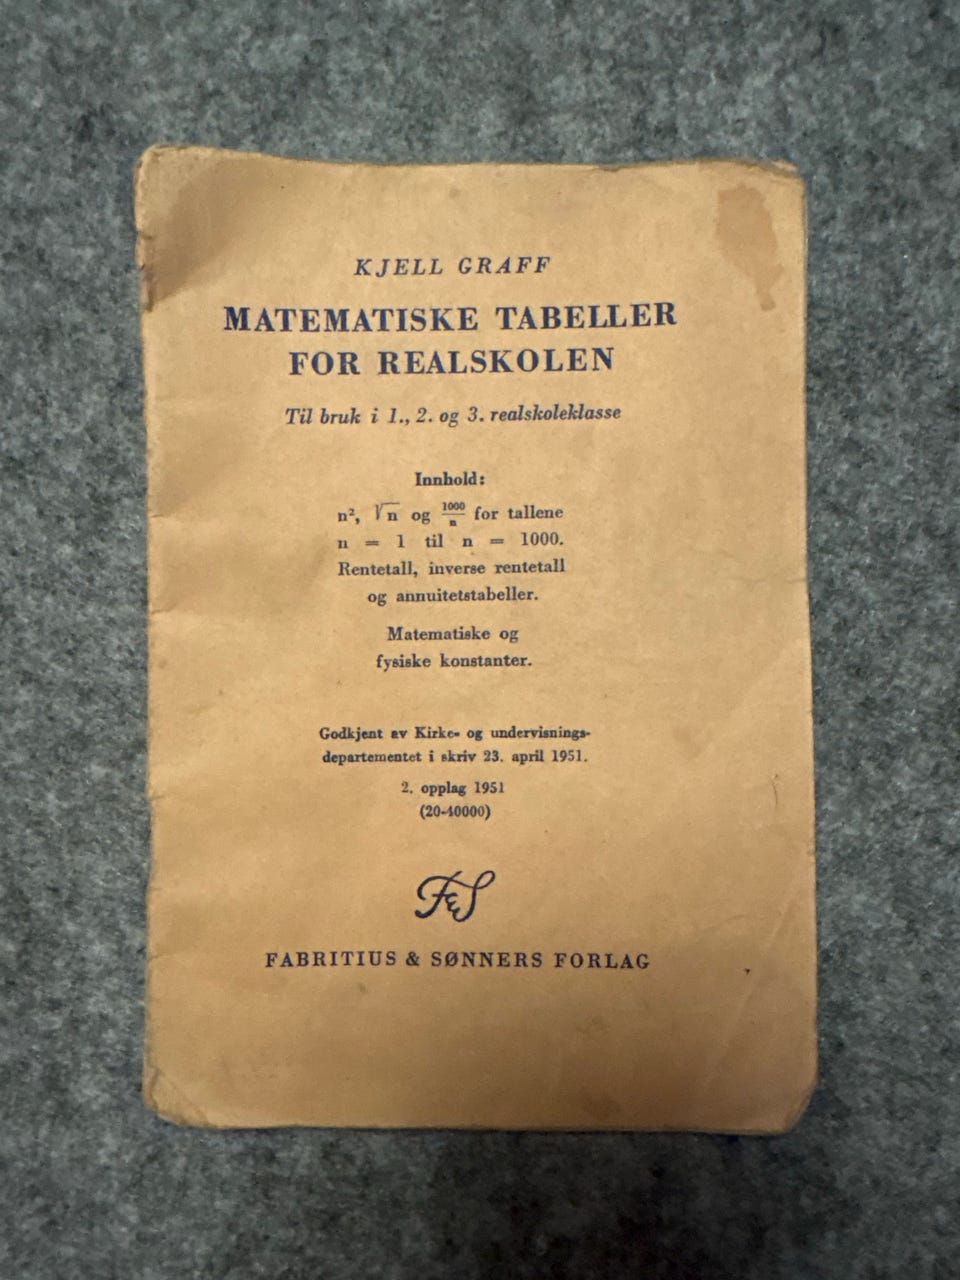 KJELL GRAFF
MATEMATISKE TABELLER
FOR REALSKOLEN
Til bruk i 1., 2. og 3. realskoleklasse
Innhold:
n², √n og 1000/n for tallene
n = 1 til n = 1000.
Rentetall, inverse rentetall
og annuitetstabeller.
Matematiske og
fysiske konstanter.
Godkjent av Kirke- og undervisnings-
departementet i skriv 23. april 1951.
2. opplag 1951
(20-40000)
F&S
FABRITIUS & SØNNERS FORLAG